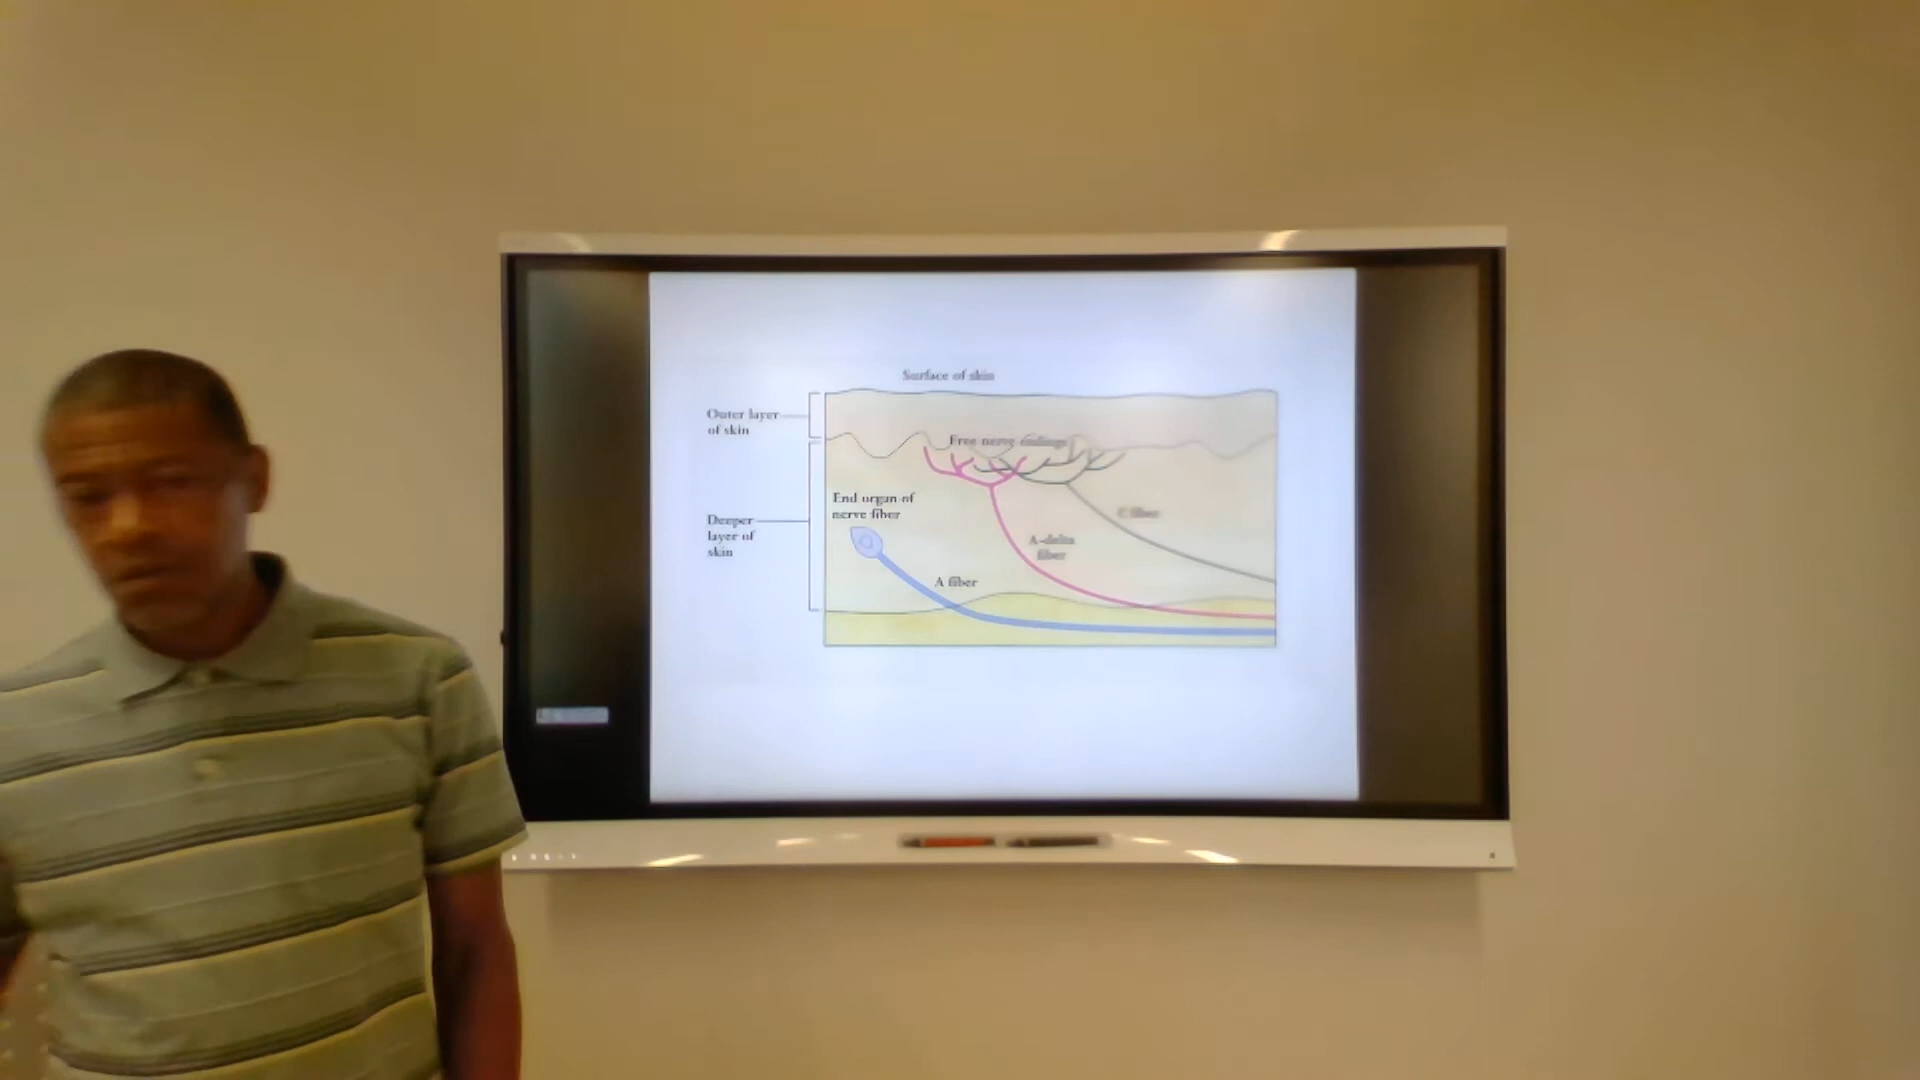 Surface of skin
Outer layer
of skin
Free nerve endings
End organ of
nerve fiber
Deeper
layer of
skin
C fiber
A-delta
fiber
A fiber